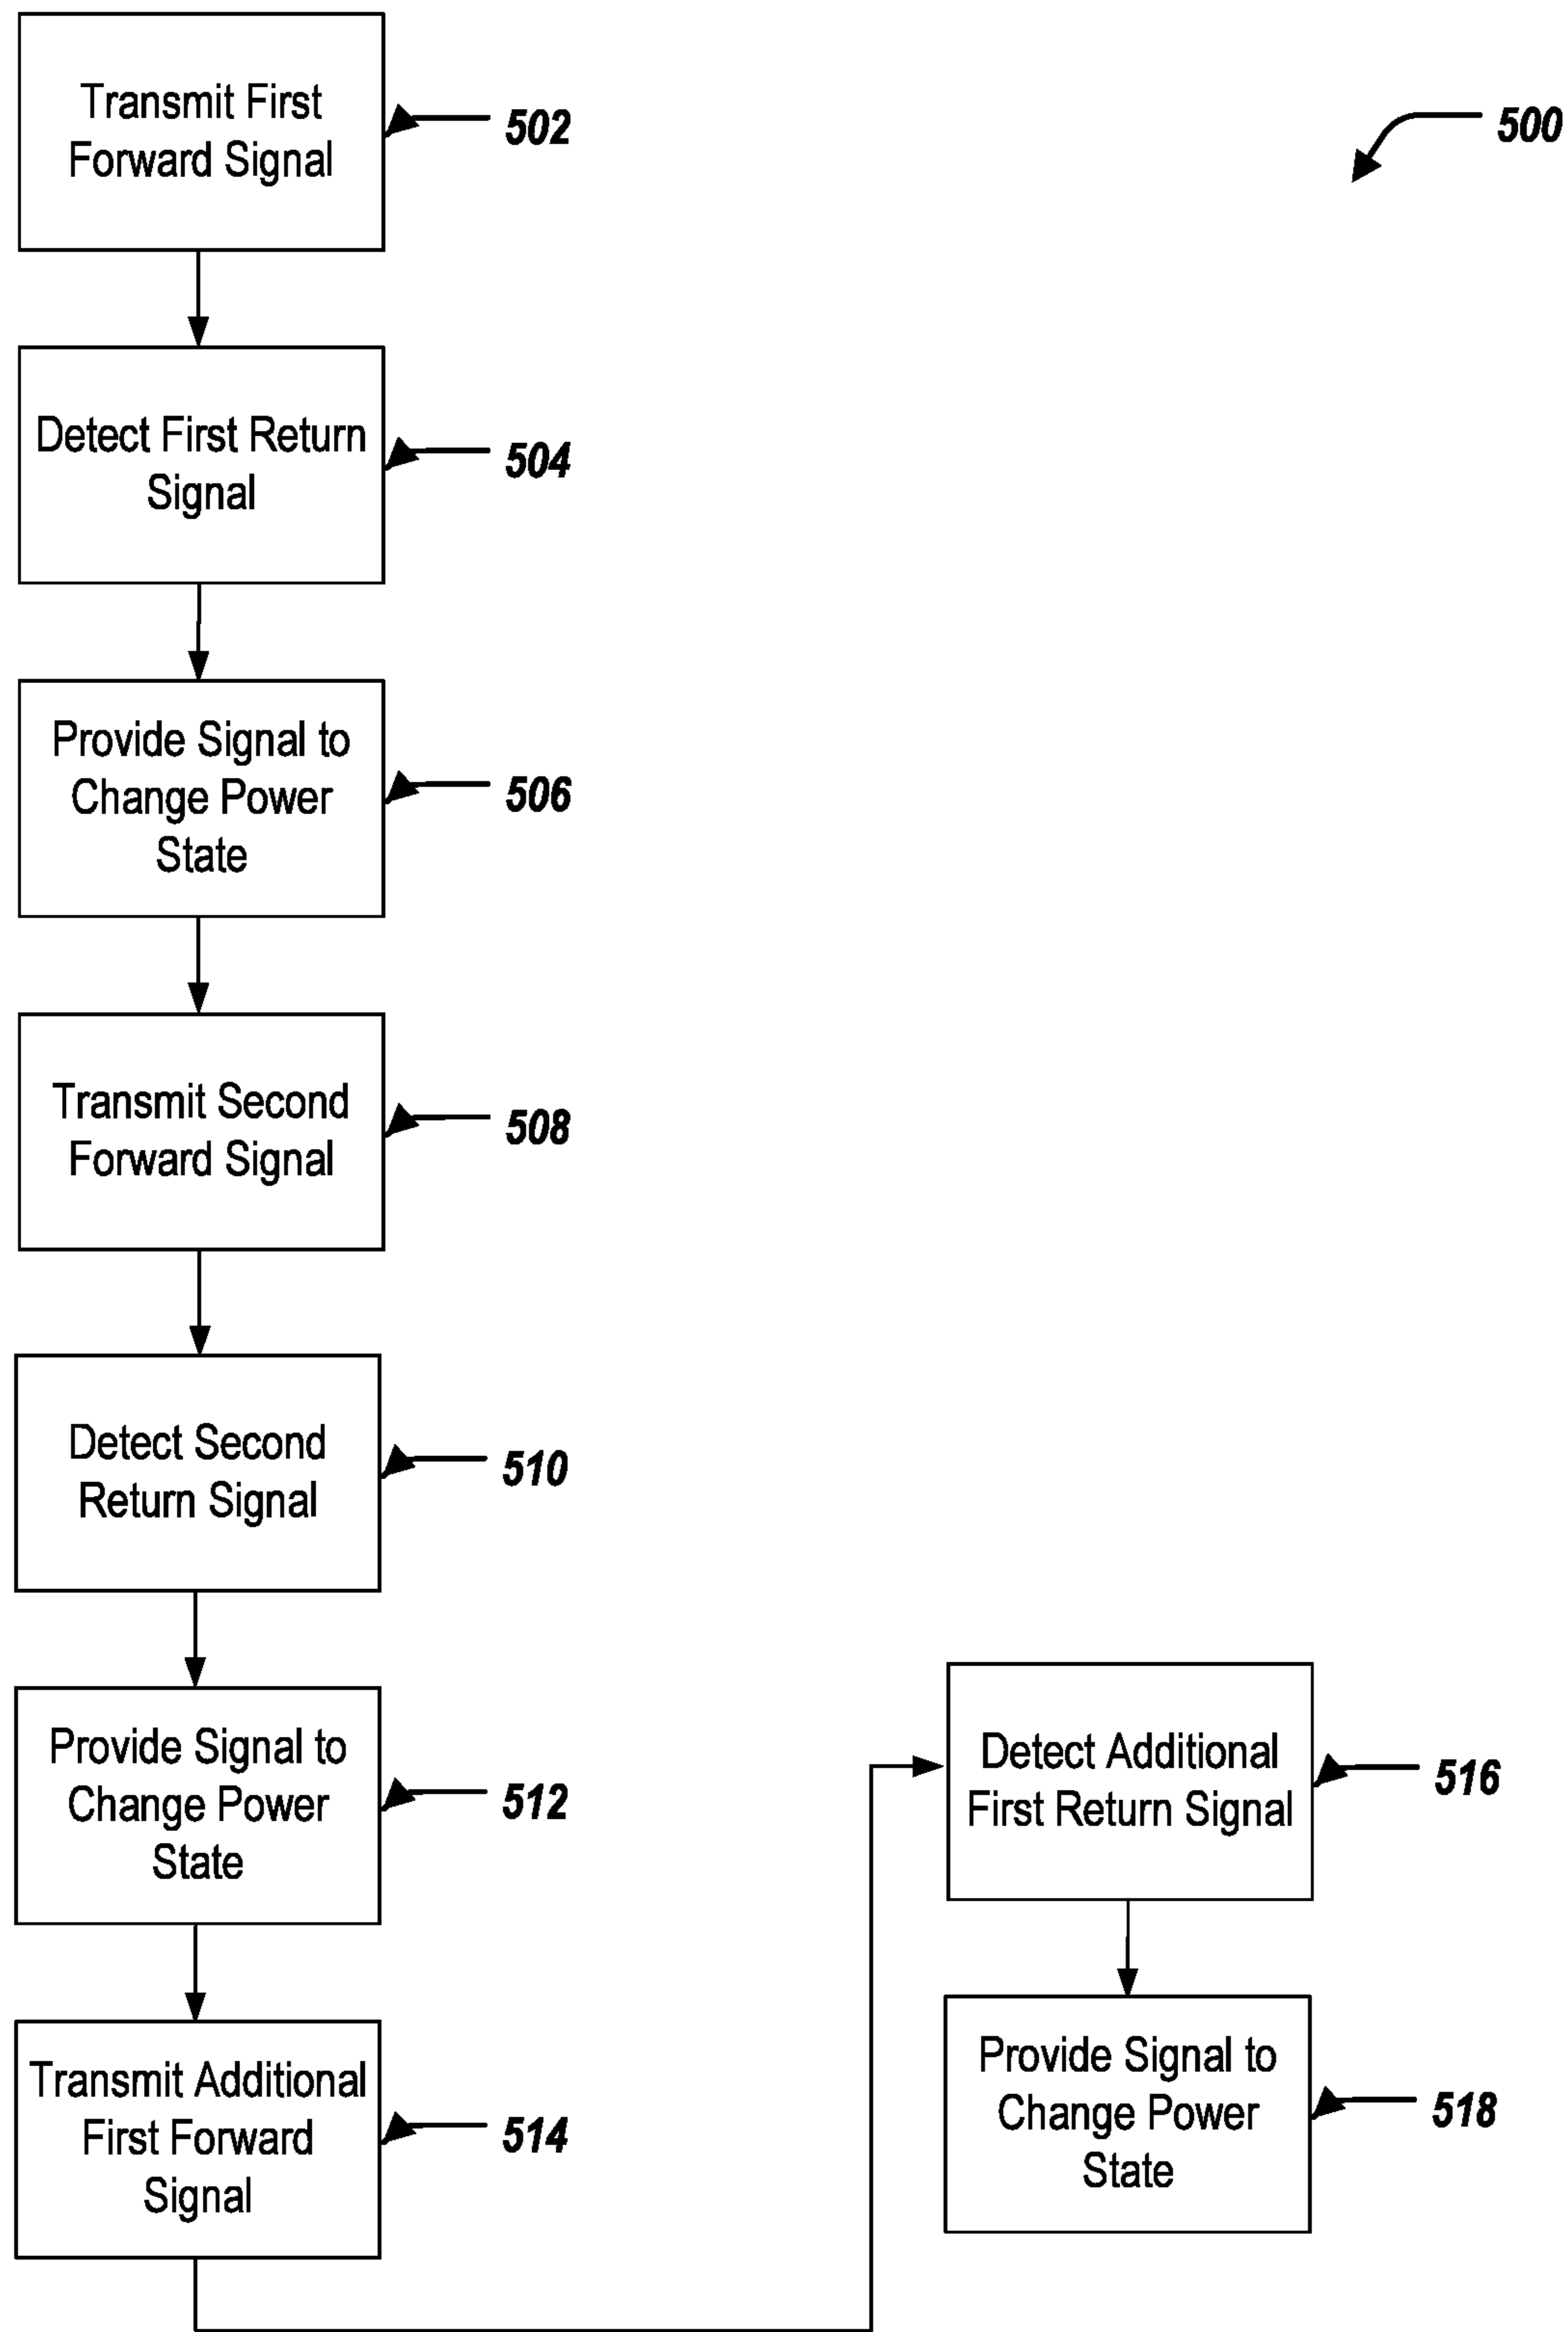 Transmit First
Forward Signal
502
500
Detect First Return
Signal
504
Provide Signal to
Change Power
State
506
Transmit Second
Forward Signal
508
Detect Second
Return Signal
510
Provide Signal to
Change Power
State
512
Transmit Additional
First Forward
Signal
514
Detect Additional
First Return Signal
516
Provide Signal to
Change Power
State
518